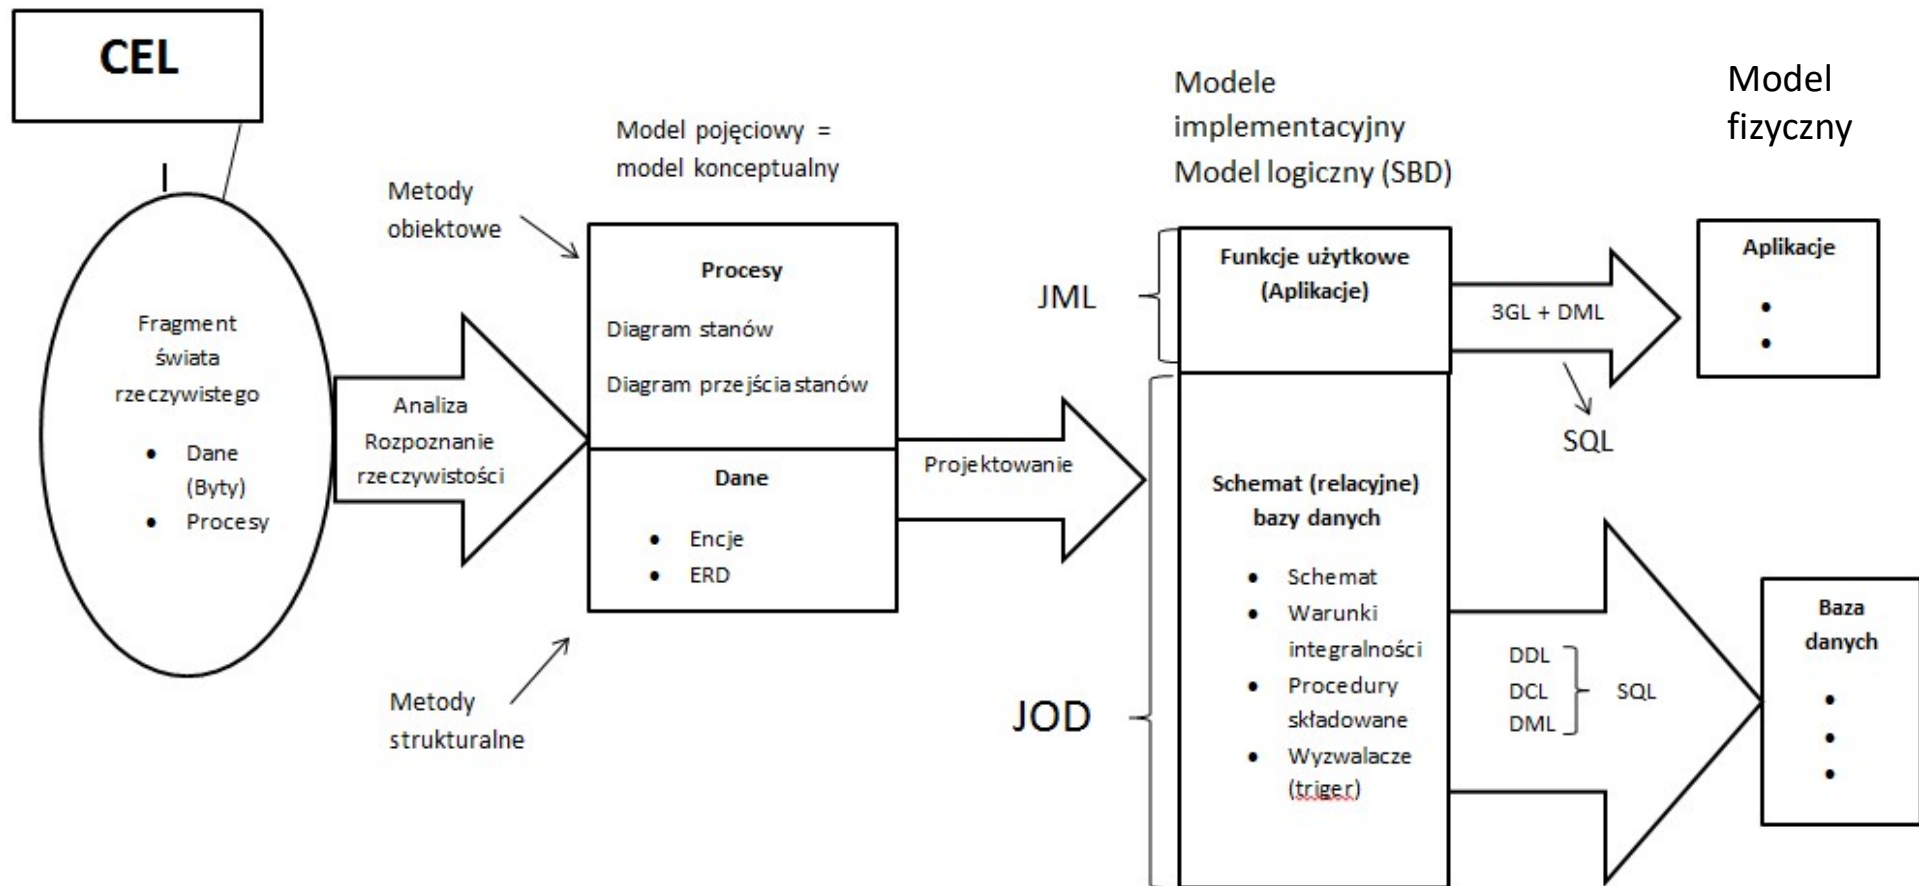 CEL
Fragment
świata
rzeczywistego
• Dane
(Byty)
• Procesy
Analiza
Rozpoznanie
rzeczywistości
Metody
obiektowe
Metody
strukturalne
Model pojęciowy =
model konceptualny
Procesy
Diagram stanów
Diagram przejścia stanów
Dane
• Encje
• ERD
Projektowanie
Modele
implementacyjny
Model logiczny (SBD)
JML
Funkcje użytkowe
(Aplikacje)
JOD
Schemat (relacyjne)
bazy danych
• Schemat
• Warunki
integralności
• Procedury
składowane
• Wyzwalacze
(triger)
3GL + DML
SQL
DDL
DCL
DML
SQL
Model
fizyczny
Aplikacje
•
•
Baza
danych
•
•
•